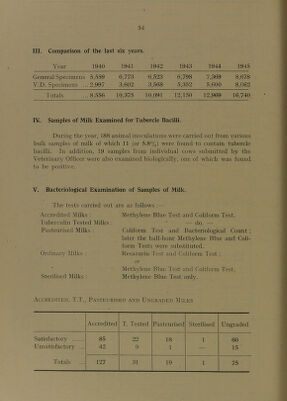 54
III. Comparison of the last six years.
Year 1940 1941 1942 1943 1944 1945
General Specimens 5,559 6,773 6,523 6,798 7,369 8,678
V.D. Specimens ... 2,997 3,602 3,568 5,352 5,600 8,062
Totals ... 8,556 10,375 10,091 12,150 12,969 16,740
IV. Samples of Milk Examined for Tubercle Bacilli.
During the year, 188 animal inoculations were carried out from various
bulk samples of milk of which 11 (or 5.8%) were found to contain tubercle
bacilli. In addition, 19 samples from individual cows submitted by the
Veterinary Officer were also examined biologically, one of which was found
to be positive.
V. Bacteriological Examination of Samples of Milk.
The tests carried out are as follows :—
Accredited Milks : Methylene Blue Test and Coliform Test.
Tuberculin Tested Milks : — do. —
Pasteurised Milks : Coliform Test and Bacteriological Count ;
later the half-hour Methylene Blue and Coli-
form Tests were substituted.
Ordinary Milks : Resazurin Test and Coliform Test ;
or
Methylene Blue Test and Coliform Test.
Sterilised Milks : Methylene Blue Test only.
Accredited, T.T., Pasteurised and Ungraded Milks
Accredited T. Tested Pasteurised Sterilised Ungraded
Satisfactory ... 85 22 18 1 60
Unsatisfactory ... 42 9 1 — 15
Totals ... 127 31 19 1 75